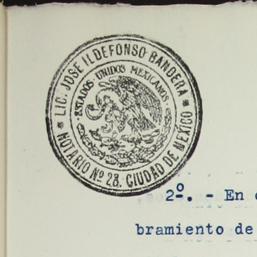 LIC. JOSE ILDEFONSO BANDERA
ESTADOS UNIDOS MEXICANOS
NOTARIO Nº 28. CIUDAD DE MEXICO
2º. - En
bramiento de